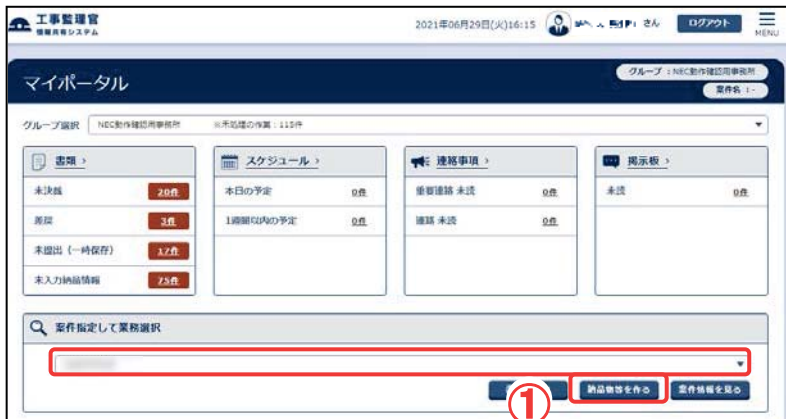 工事監理官
情報共有システム
2021年06月29日(火)16:15
さん
ログアウト
MENU
マイポータル
グループ：NEC動作確認用事務所
案件名：-
グループ選択
NEC動作確認用事務所
※未処理の作業：115件
書類 ›
未決裁
20件
差戻
3件
未提出（一時保存）
17件
未入力納品情報
75件
スケジュール ›
本日の予定
0件
1週間以内の予定
0件
連絡事項 ›
重要連絡 未読
0件
連絡 未読
0件
掲示板 ›
未読
0件
案件指定して業務選択
①
納品物等を作る
案件情報を見る